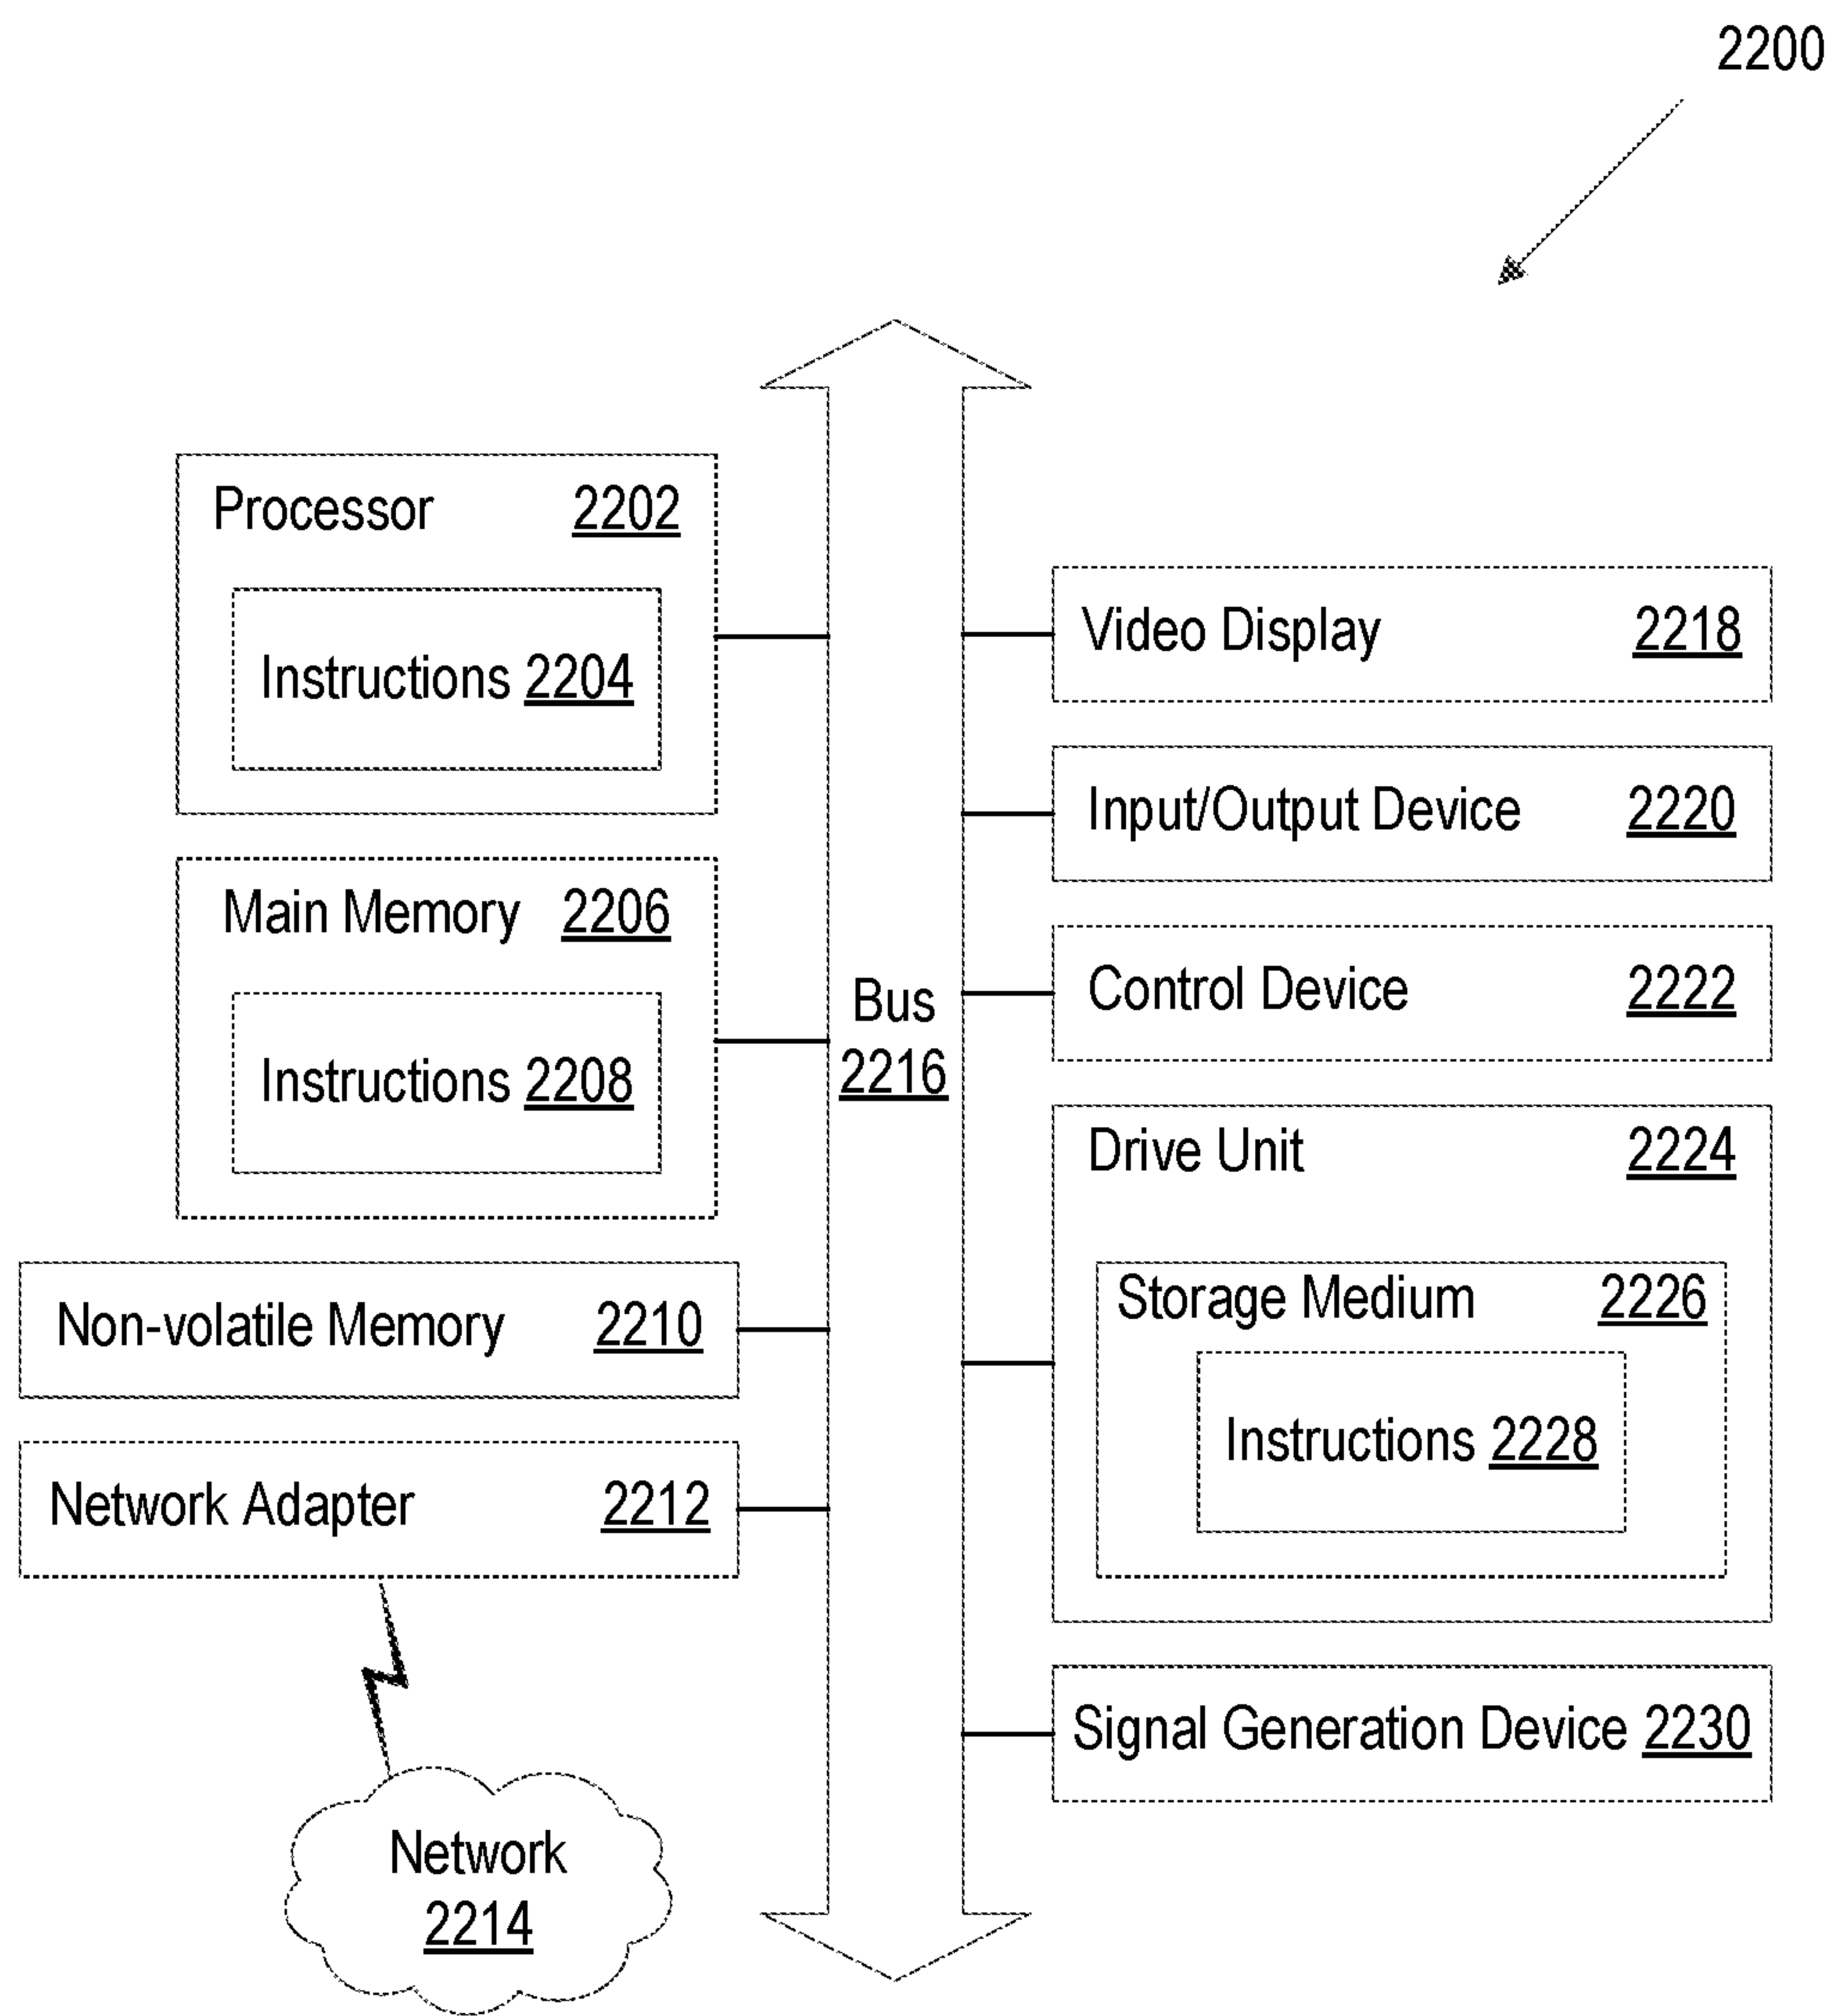 2200
Processor 2202
Instructions 2204
Main Memory 2206
Instructions 2208
Non-volatile Memory 2210
Network Adapter 2212
Network
2214
Bus
2216
Video Display 2218
Input/Output Device 2220
Control Device 2222
Drive Unit 2224
Storage Medium 2226
Instructions 2228
Signal Generation Device 2230